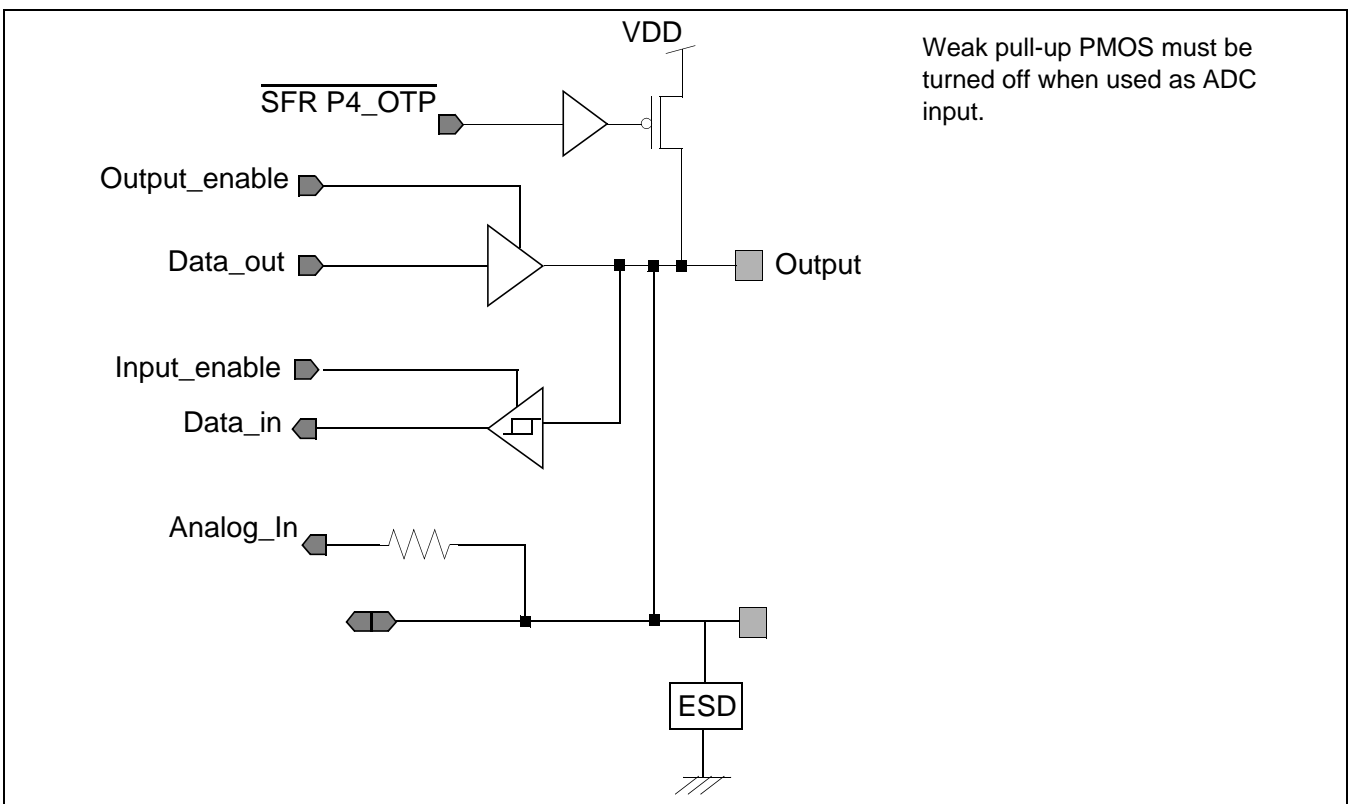 VDD
Weak pull-up PMOS must be
turned off when used as ADC
input.
SFR P4_OTP
Output_enable
Data_out
Output
Input_enable
Data_in
Analog_In
ESD